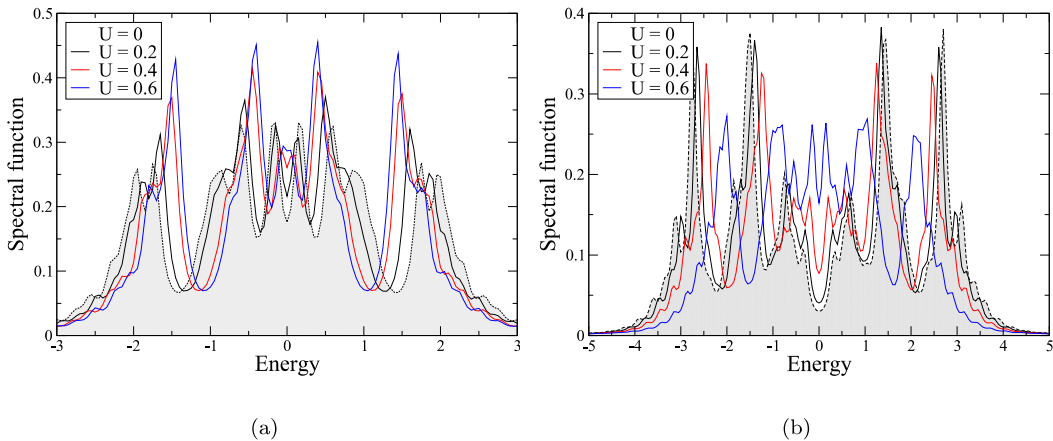 U = 0
U = 0.2
U = 0.4
U = 0.6
Spectral function
0.5
0.4
0.3
0.2
0.1
0
-3
-2
-1
0
1
2
3
Energy
(a)
U = 0
U = 0.2
U = 0.4
U = 0.6
Spectral function
0.4
0.3
0.2
0.1
0
-5
-4
-3
-2
-1
0
1
2
3
4
5
Energy
(b)